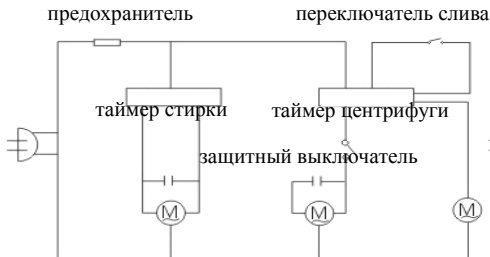 предохранитель
переключатель слива
таймер стирки
таймер центрифуги
защитный выключатель
M
M
M